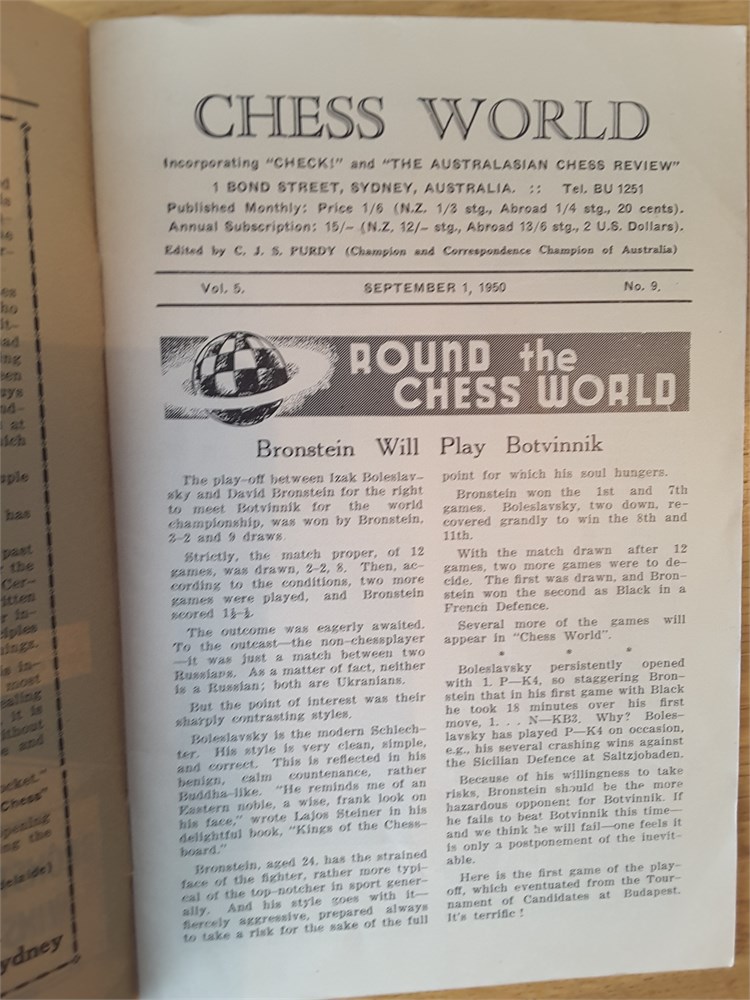 CHESS WORLD
Incorporating "CHECK!" and "THE AUSTRALASIAN CHESS REVIEW"
1 BOND STREET, SYDNEY, AUSTRALIA. :: Tel. BU 1251
Published Monthly: Price 1/6 (N.Z. 1/3 stg., Abroad 1/4 stg., 20 cents).
Annual Subscription: 15/- (N.Z. 12/- stg., Abroad 13/6 stg., 2 U.S. Dollars).
Edited by C. J. S. PURDY (Champion and Correspondence Champion of Australia)
Vol. 5. SEPTEMBER 1, 1950 No. 9.
ROUND the
CHESS WORLD
Bronstein Will Play Botvinnik
The play-off between Izak Boleslav-
sky and David Bronstein for the right
to meet Botvinnik for the world
championship, was won by Bronstein,
3-2 and 9 draws.
Strictly, the match proper, of 12
games, was drawn, 2-2, 8. Then, ac-
cording to the conditions, two more
games were played, and Bronstein
scored 1½-½.
The outcome was eagerly awaited.
To the outcast—the non-chessplayer
—it was just a match between two
Russians. As a matter of fact, neither
is a Russian; both are Ukranians.
But the point of interest was their
sharply contrasting styles.
Boleslavsky is the modern Schlech-
ter. His style is very clean, simple,
and correct. This is reflected in his
benign, calm countenance, rather
Buddha-like. "He reminds me of an
Eastern noble, a wise, frank look on
his face," wrote Lajos Steiner in his
delightful book, "Kings of the Chess-
board."
Bronstein, aged 24, has the strained
face of the fighter, rather more typi-
cal of the top-notcher in sport gener-
ally. And his style goes with it—
fiercely aggressive, prepared always
to take a risk for the sake of the full
point for which his soul hungers.
Bronstein won the 1st and 7th
games. Boleslavsky, two down, re-
covered grandly to win the 8th and
11th.
With the match drawn after 12
games, two more games were to de-
cide. The first was drawn, and Bron-
stein won the second as Black in a
French Defence.
Several more of the games will
appear in "Chess World".
* * *
Boleslavsky persistently opened
with 1. P—K4, so staggering Bron-
stein that in his first game with Black
he took 18 minutes over his first
move, 1. . . N—KB3. Why? Boles-
lavsky has played P—K4 on occasion,
e.g., his several crashing wins against
the Sicilian Defence at Saltzjobaden.
Because of his willingness to take
risks, Bronstein should be the more
hazardous opponent for Botvinnik. If
he fails to beat Botvinnik this time—
and we think he will fail—one feels it
is only a postponement of the inevit-
able.
Here is the first game of the play-
off, which eventuated from the Tour-
nament of Candidates at Budapest.
It's terrific!